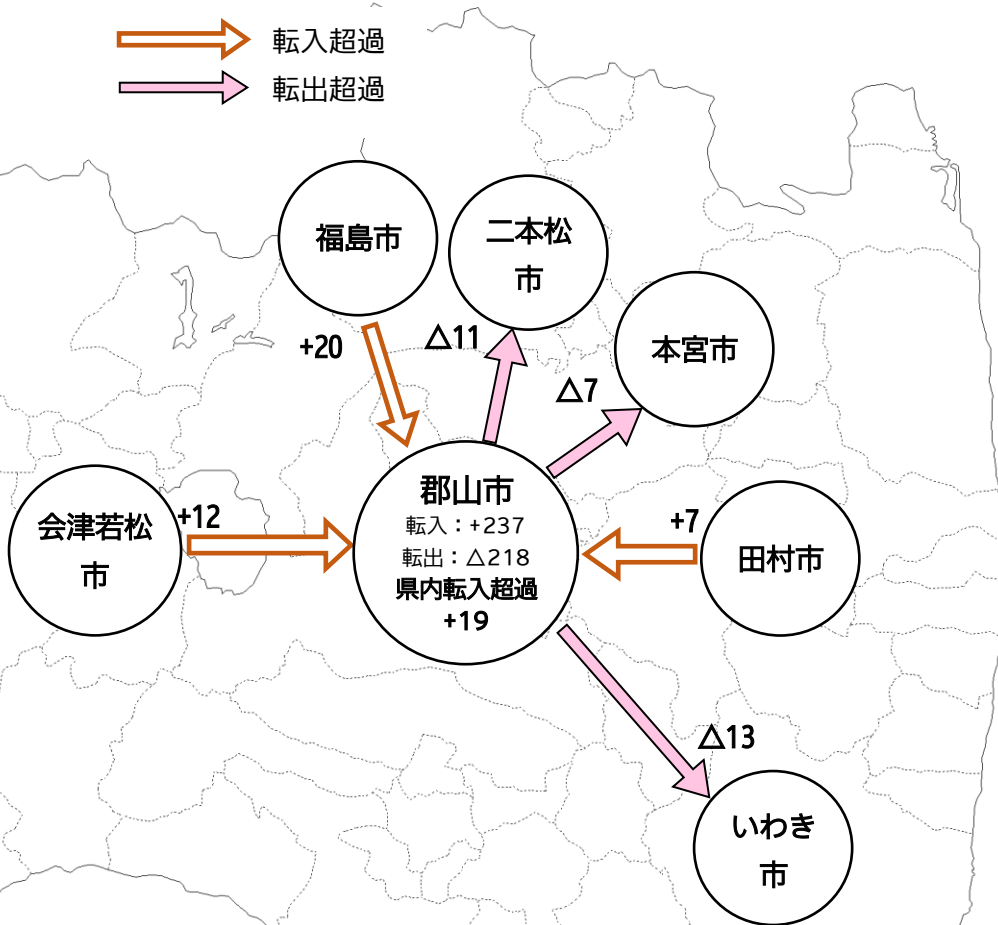 転入超過
転出超過
福島市
二本松
市
+20
△11
本宮市
△7
郡山市
転入：+237
転出：△218
県内転入超過
+19
会津若松
市
+12
+7
田村市
△13
いわき
市